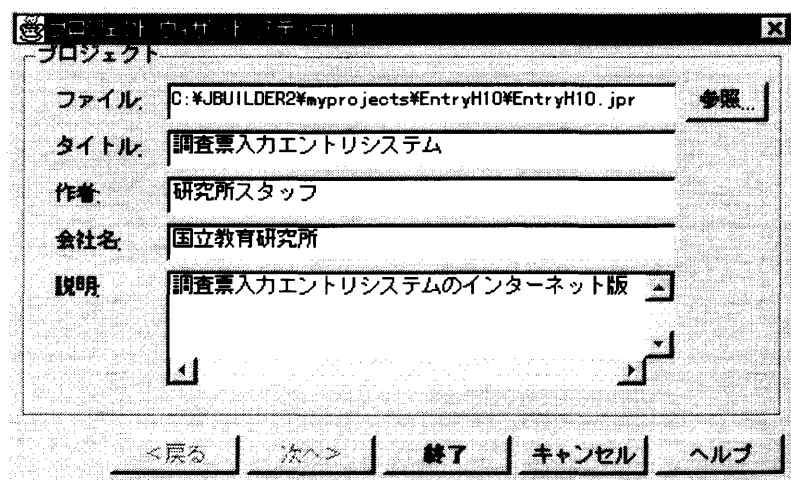 プロジェクト
ファイル: C:¥JBUILDER2¥myprojects¥EntryH10¥EntryH10.jpr 参照...
タイトル: 調査票入力エントリシステム
作者: 研究所スタッフ
会社名: 国立教育研究所
説明: 調査票入力エントリシステムのインターネット版
<戻る 次へ> 終了 キャンセル ヘルプ